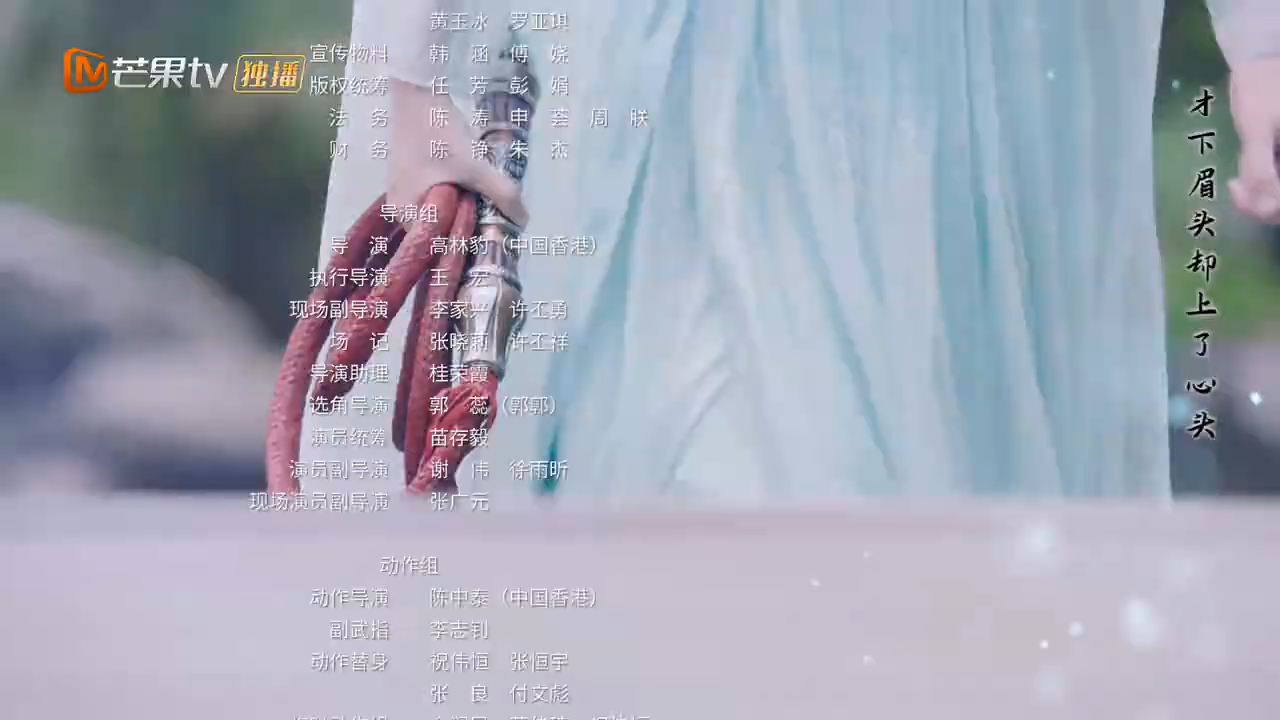 黄玉冰 罗亚琪
芒果tv 独播
宣传物料 韩 涵 傅 娆
版权统筹 任 芳 彭 娟
法 务 陈 涛 申 荟 周 朕
财 务 陈 铮 朱 杰
导演组
导 演 高林豹（中国香港）
执行导演 王 宏
现场副导演 李家兴 许丕勇
场 记 张晓莉 许丕祥
导演助理 桂荣霞
选角导演 郭 蕊（郭郭）
演员统筹 苗存毅
演员副导演 谢 伟 徐雨昕
现场演员副导演 张广元
动作组
动作导演 陈中泰（中国香港）
副武指 李志钊
动作替身 祝伟恒 张恒宇
张 良 付文彪
才下眉头却上了心头